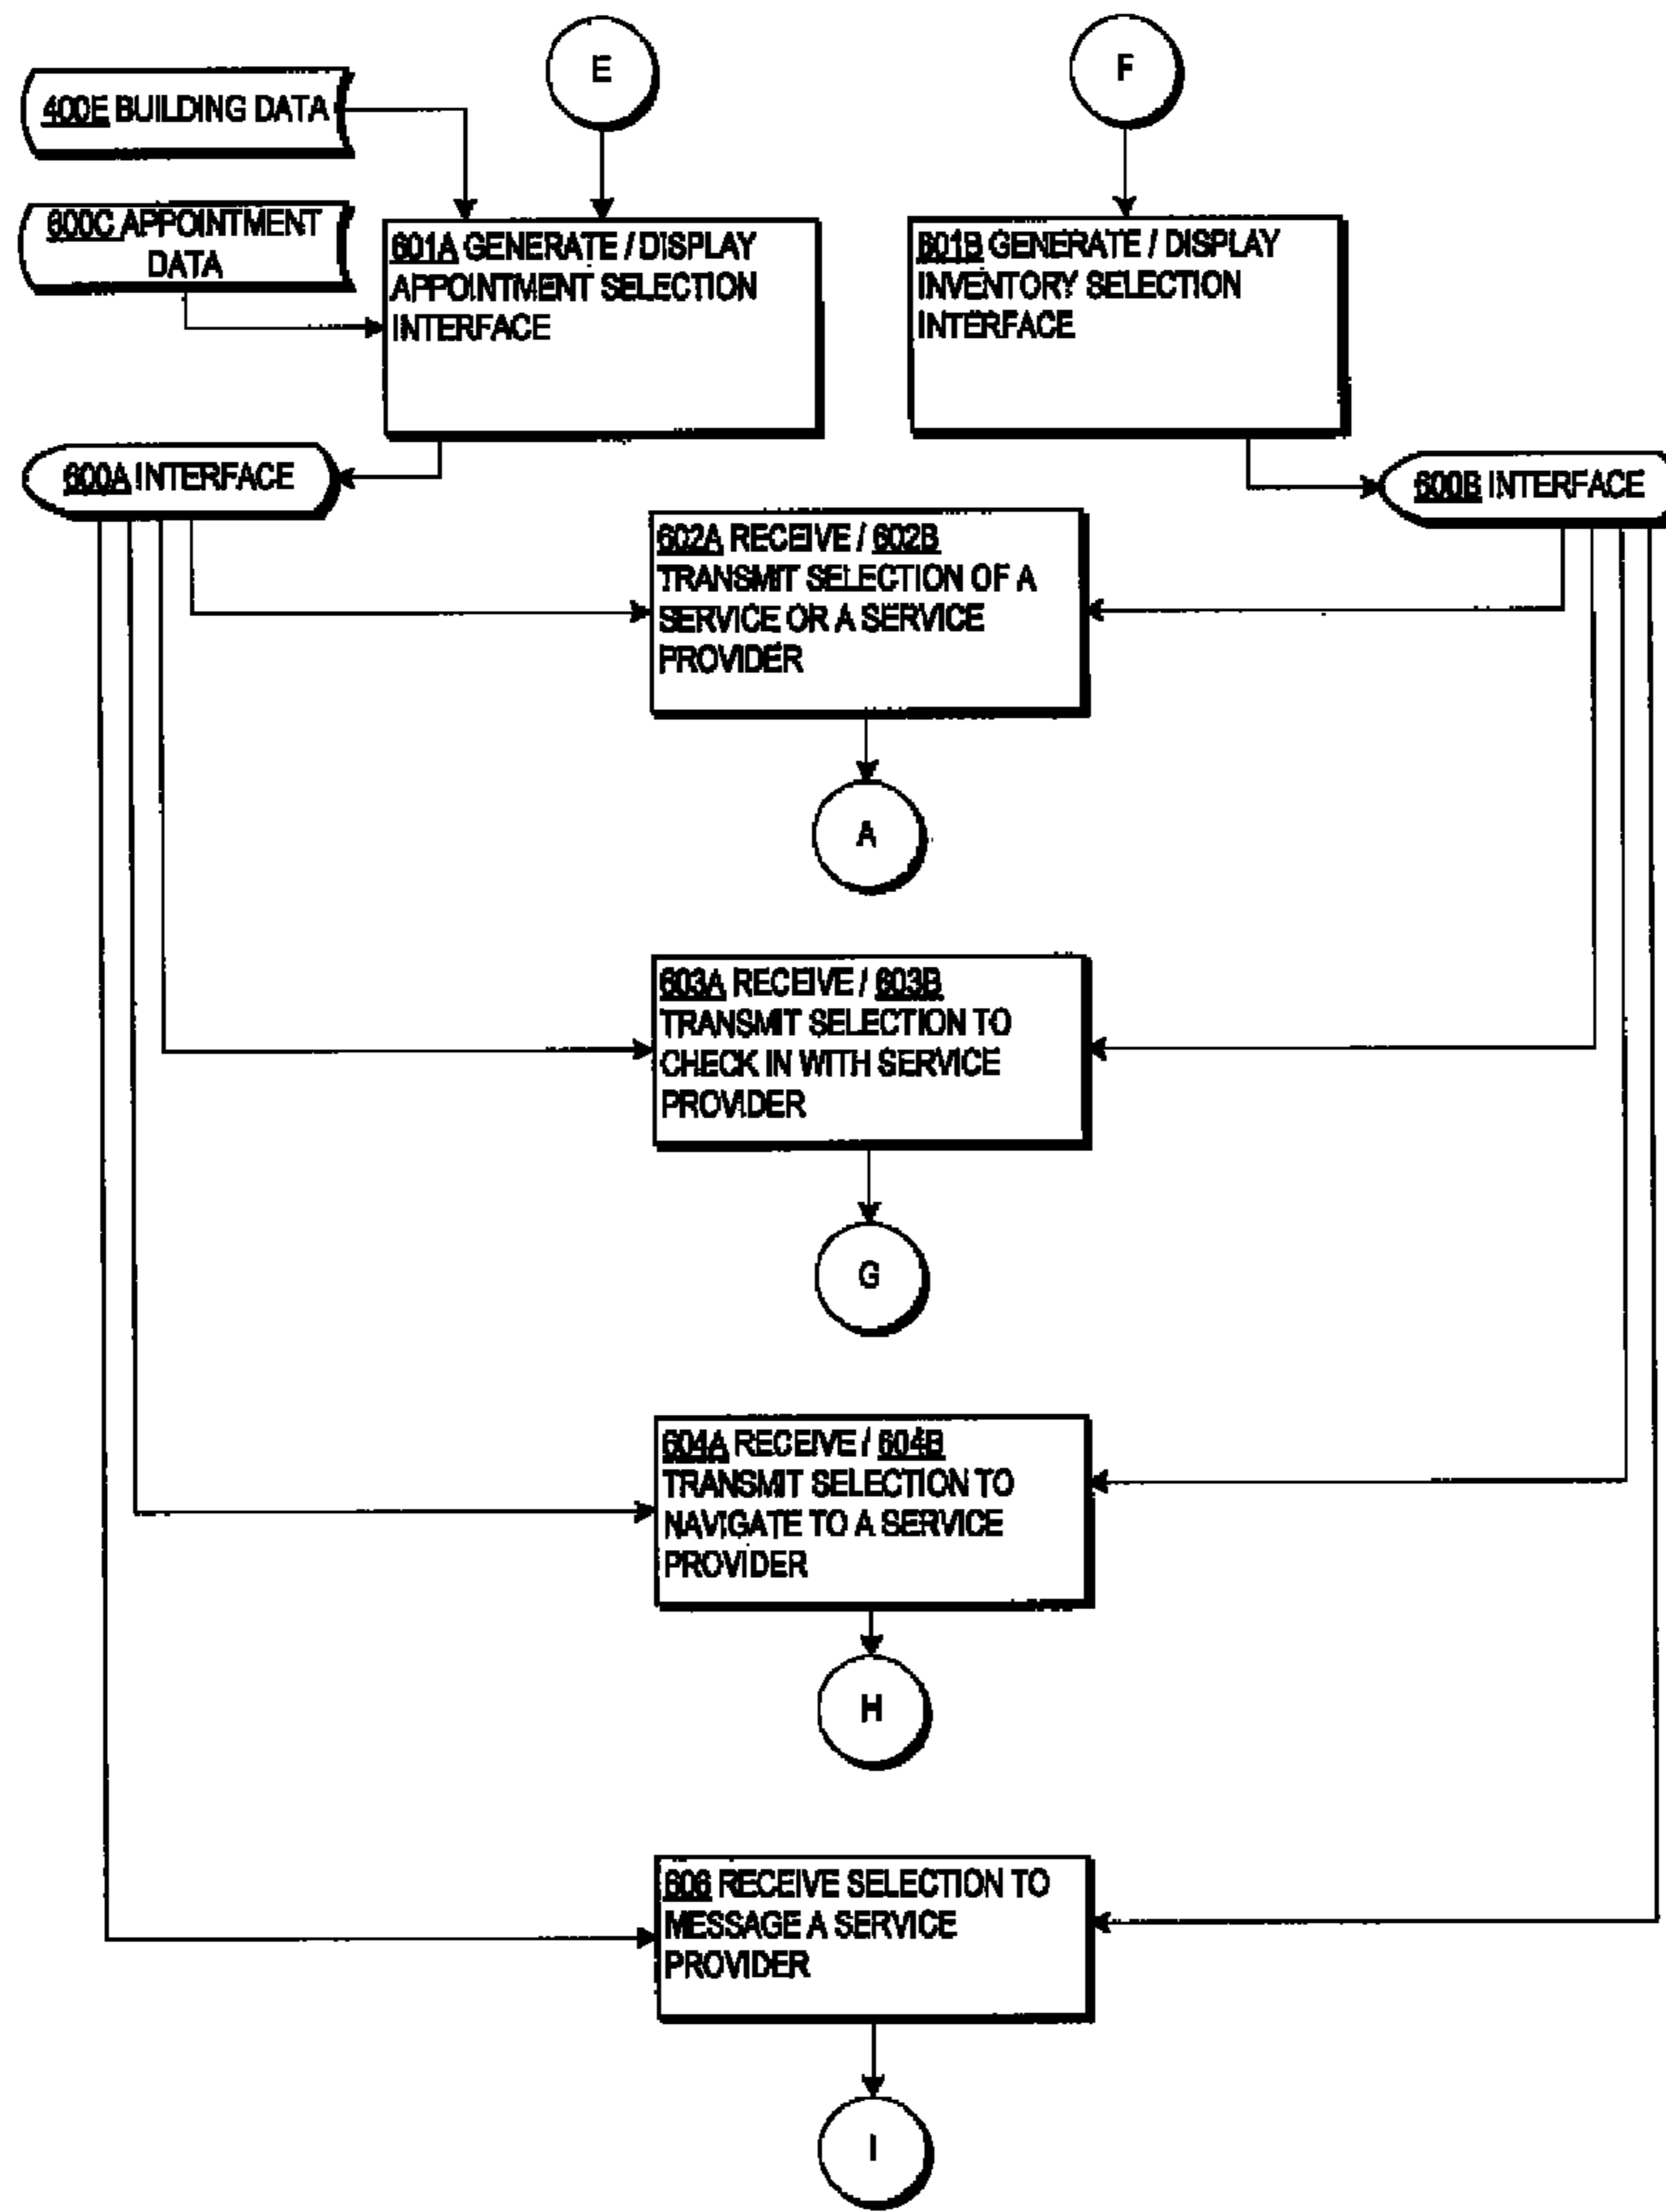 E
F
400E BUILDING DATA
600C APPOINTMENT
DATA
601A GENERATE / DISPLAY
APPOINTMENT SELECTION
INTERFACE
601B GENERATE / DISPLAY
INVENTORY SELECTION
INTERFACE
600A INTERFACE
600B INTERFACE
602A RECEIVE / 602B
TRANSMIT SELECTION OF A
SERVICE OR A SERVICE
PROVIDER
A
603A RECEIVE / 603B
TRANSMIT SELECTION TO
CHECK IN WITH SERVICE
PROVIDER
G
604A RECEIVE / 604B
TRANSMIT SELECTION TO
NAVIGATE TO A SERVICE
PROVIDER
H
606 RECEIVE SELECTION TO
MESSAGE A SERVICE
PROVIDER
I